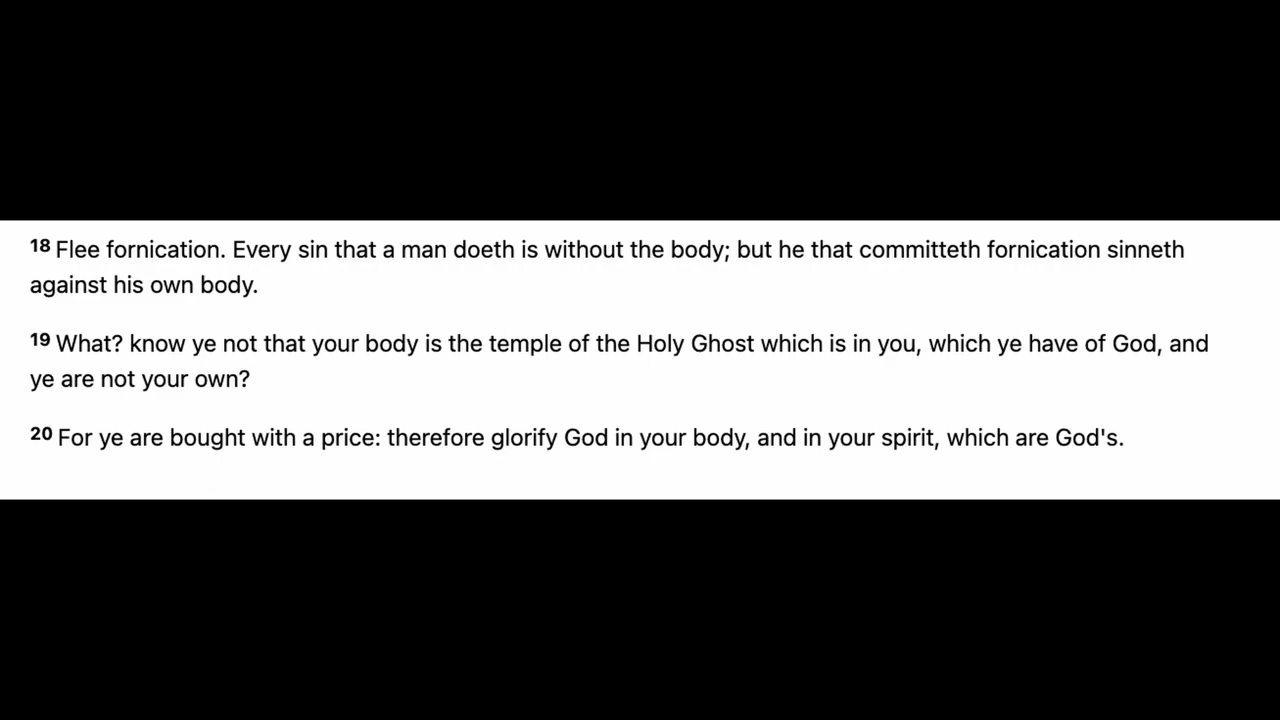 18 Flee fornication. Every sin that a man doeth is without the body; but he that committeth fornication sinneth
against his own body.
19 What? know ye not that your body is the temple of the Holy Ghost which is in you, which ye have of God, and
ye are not your own?
20 For ye are bought with a price: therefore glorify God in your body, and in your spirit, which are God's.